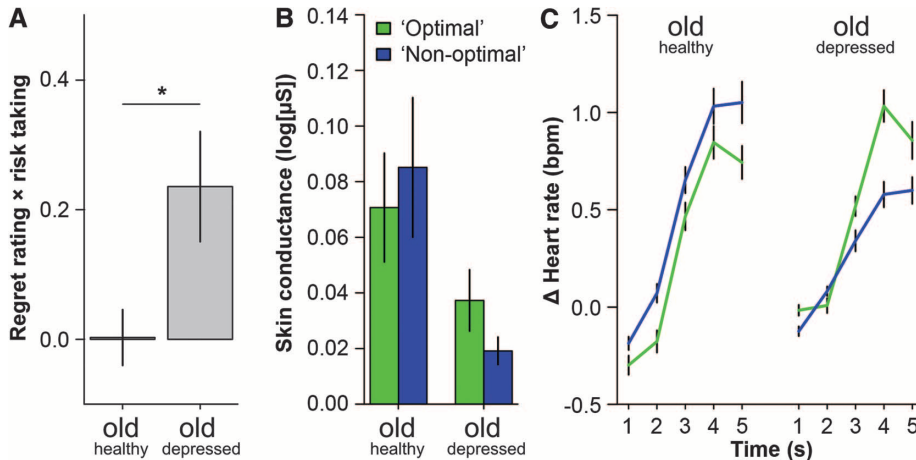 A
Regret rating × risk taking
0.4
0.2
0.0
*
old
healthy
old
depressed
B
Skin conductance (log[µS])
0.14
0.12
0.10
0.08
0.06
0.04
0.02
0.00
'Optimal'
'Non-optimal'
old
healthy
old
depressed
C
Δ Heart rate (bpm)
1.5
1.0
0.5
0.0
-0.5
old
healthy
old
depressed
1 2 3 4 5 1 2 3 4 5
Time (s)